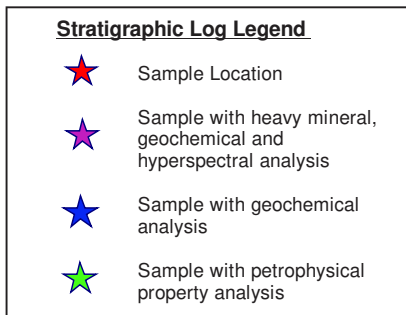 Stratigraphic Log Legend
Sample Location
Sample with heavy mineral,
geochemical and
hyperspectral analysis
Sample with geochemical
analysis
Sample with petrophysical
property analysis